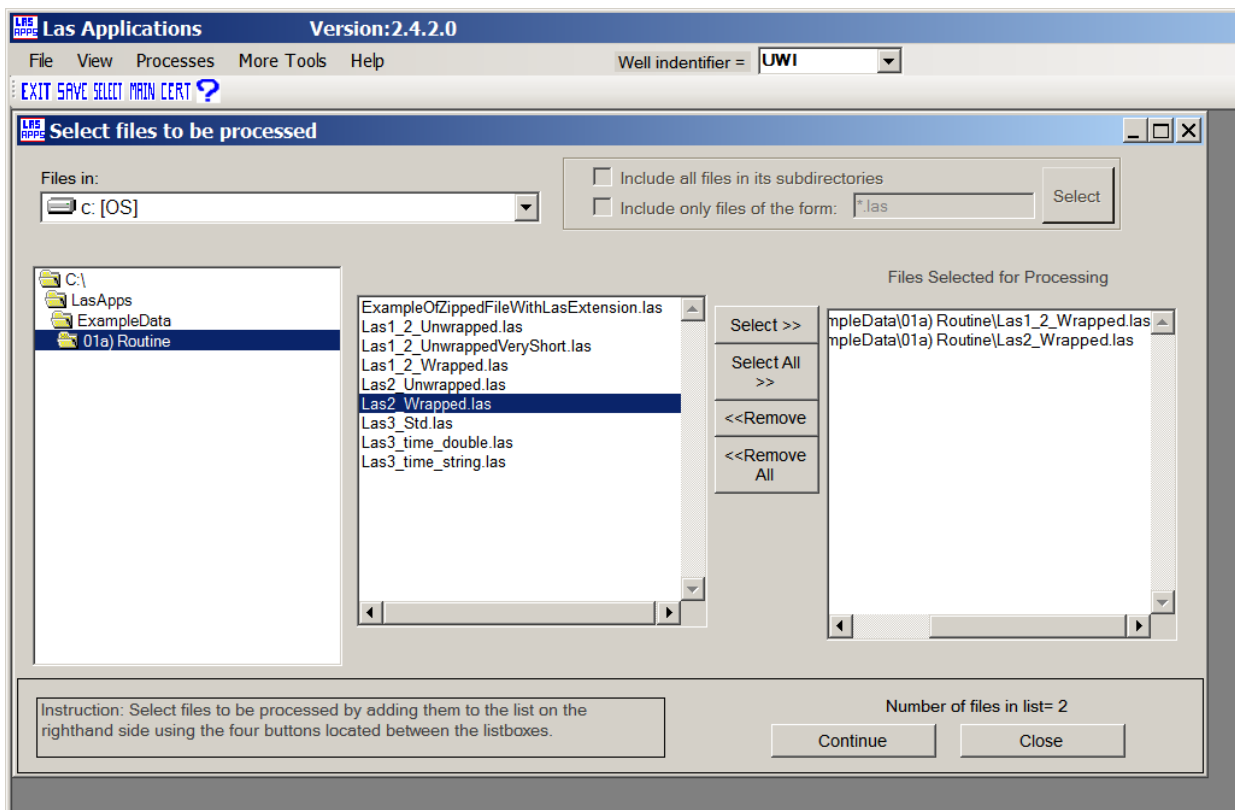 LAS APPS Las Applications Version:2.4.2.0
File View Processes More Tools Help Well indentifier = UWI
EXIT SAVE SELECT MAIN CERT ?
LAS APPS Select files to be processed
Files in:
c: [OS]
Include all files in its subdirectories
Include only files of the form: *.las
Select
C:\
LasApps
ExampleData
01a) Routine
ExampleOfZippedFileWithLasExtension.las
Las1_2_Unwrapped.las
Las1_2_UnwrappedVeryShort.las
Las1_2_Wrapped.las
Las2_Unwrapped.las
Las2_Wrapped.las
Las3_Std.las
Las3_time_double.las
Las3_time_string.las
Select >>
Select All
>>
<<Remove
<<Remove
All
Files Selected for Processing
mpleData\01a) Routine\Las1_2_Wrapped.las
mpleData\01a) Routine\Las2_Wrapped.las
Instruction: Select files to be processed by adding them to the list on the
righthand side using the four buttons located between the listboxes.
Number of files in list= 2
Continue Close